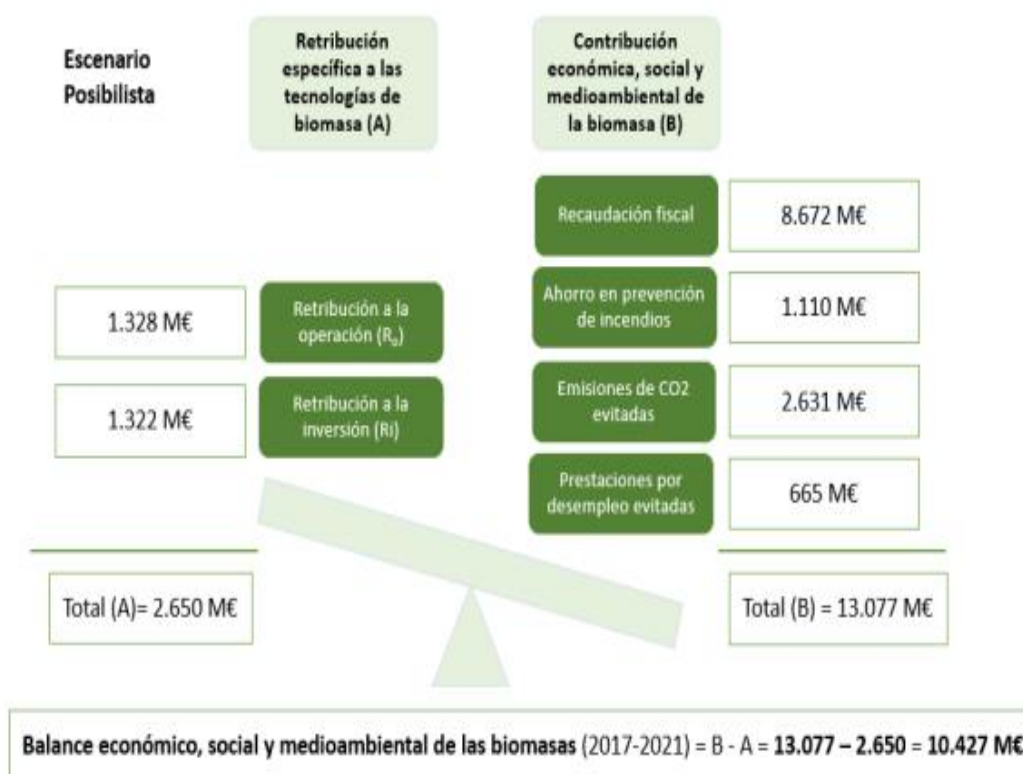 Escenario
Posibilista
Retribución
específica a las
tecnologías de
biomasa (A)
Contribución
económica, social y
medioambiental de
la biomasa (B)
Recaudación fiscal
8.672 M€
Ahorro en prevención
de incendios
1.110 M€
1.328 M€
Retribución a la
operación (Rₒ)
Emisiones de CO2
evitadas
2.631 M€
1.322 M€
Retribución a la
inversión (Ri)
Prestaciones por
desempleo evitadas
665 M€
Total (A)= 2.650 M€
Total (B) = 13.077 M€
Balance económico, social y medioambiental de las biomasas (2017-2021) = B - A = 13.077 – 2.650 = 10.427 M€